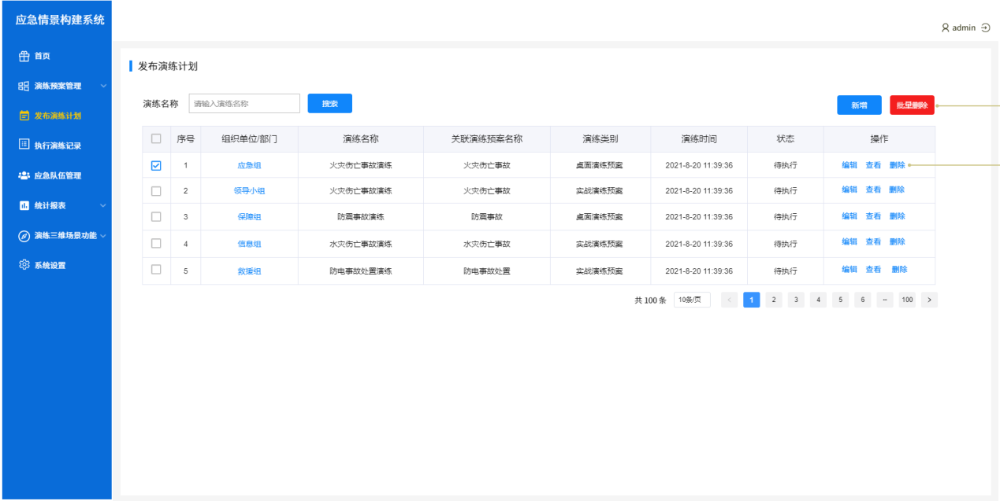 应急情景构建系统
admin
首页
演练预案管理
发布演练计划
执行演练记录
应急队伍管理
统计报表
演练三维场景功能
系统设置
发布演练计划
演练名称 请输入演练名称 搜索 新增 批量删除
序号 组织单位/部门 演练名称 关联演练预案名称 演练类别 演练时间 状态 操作
1 应急组 火灾伤亡事故演练 火灾伤亡事故 桌面演练预案 2021-8-20 11:39:36 待执行 编辑 查看 删除
2 领导小组 火灾伤亡事故演练 火灾伤亡事故 实战演练预案 2021-8-20 11:39:36 待执行 编辑 查看 删除
3 保障组 防震事故演练 防震事故 桌面演练预案 2021-8-20 11:39:36 待执行 编辑 查看 删除
4 信息组 水灾伤亡事故演练 水灾伤亡事故 实战演练预案 2021-8-20 11:39:36 待执行 编辑 查看 删除
5 救援组 防电事故处置演练 防电事故处置 实战演练预案 2021-8-20 11:39:36 待执行 编辑 查看 删除
共 100 条 10条/页 < 1 2 3 4 5 6 ··· 100 >